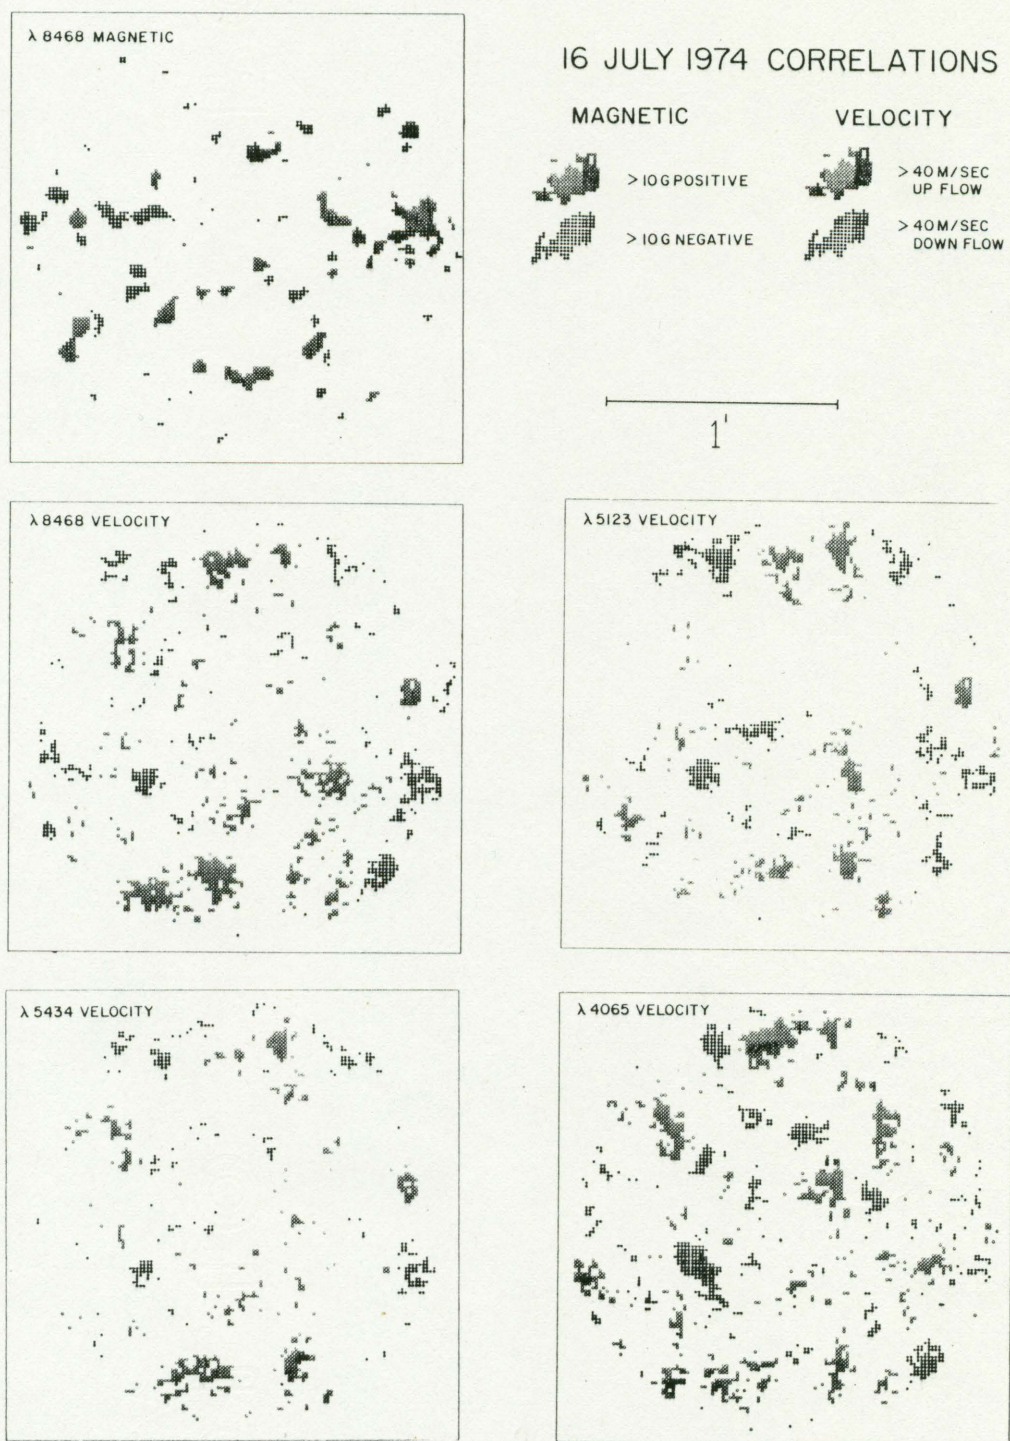 λ 8468 MAGNETIC
16 JULY 1974 CORRELATIONS
MAGNETIC
VELOCITY
> 10 G POSITIVE
> 40 M/SEC
UP FLOW
> 10 G NEGATIVE
> 40 M/SEC
DOWN FLOW
1'
λ 8468 VELOCITY
λ 5123 VELOCITY
λ 5434 VELOCITY
λ 4065 VELOCITY